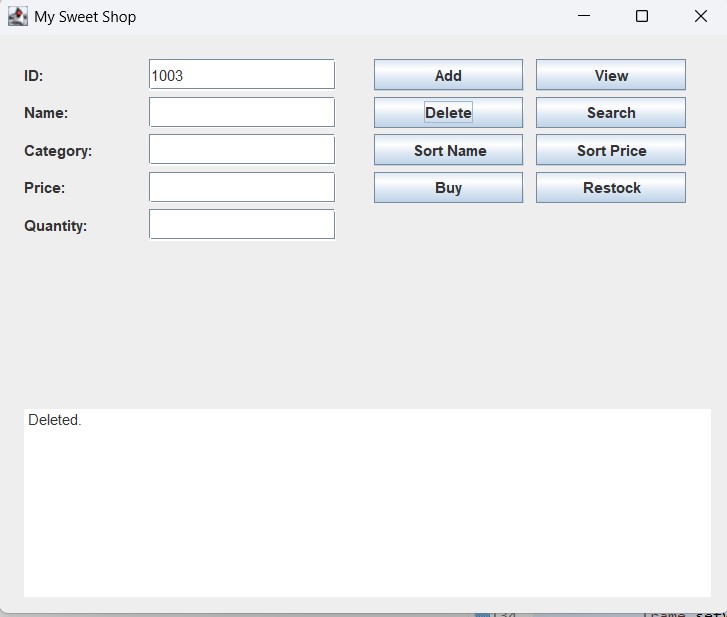 My Sweet Shop
ID: 1003 Add View
Name: Delete Search
Category: Sort Name Sort Price
Price: Buy Restock
Quantity:
Deleted.